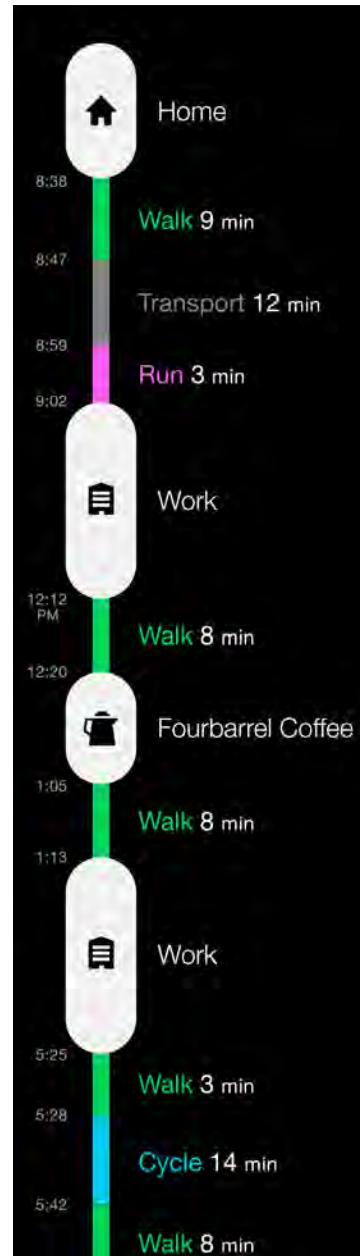 Home
8:38
Walk 9 min
8:47
Transport 12 min
8:59
Run 3 min
9:02
Work
12:12
PM
Walk 8 min
12:20
Fourbarrel Coffee
1:05
Walk 8 min
1:13
Work
5:25
Walk 3 min
5:28
Cycle 14 min
5:42
Walk 8 min